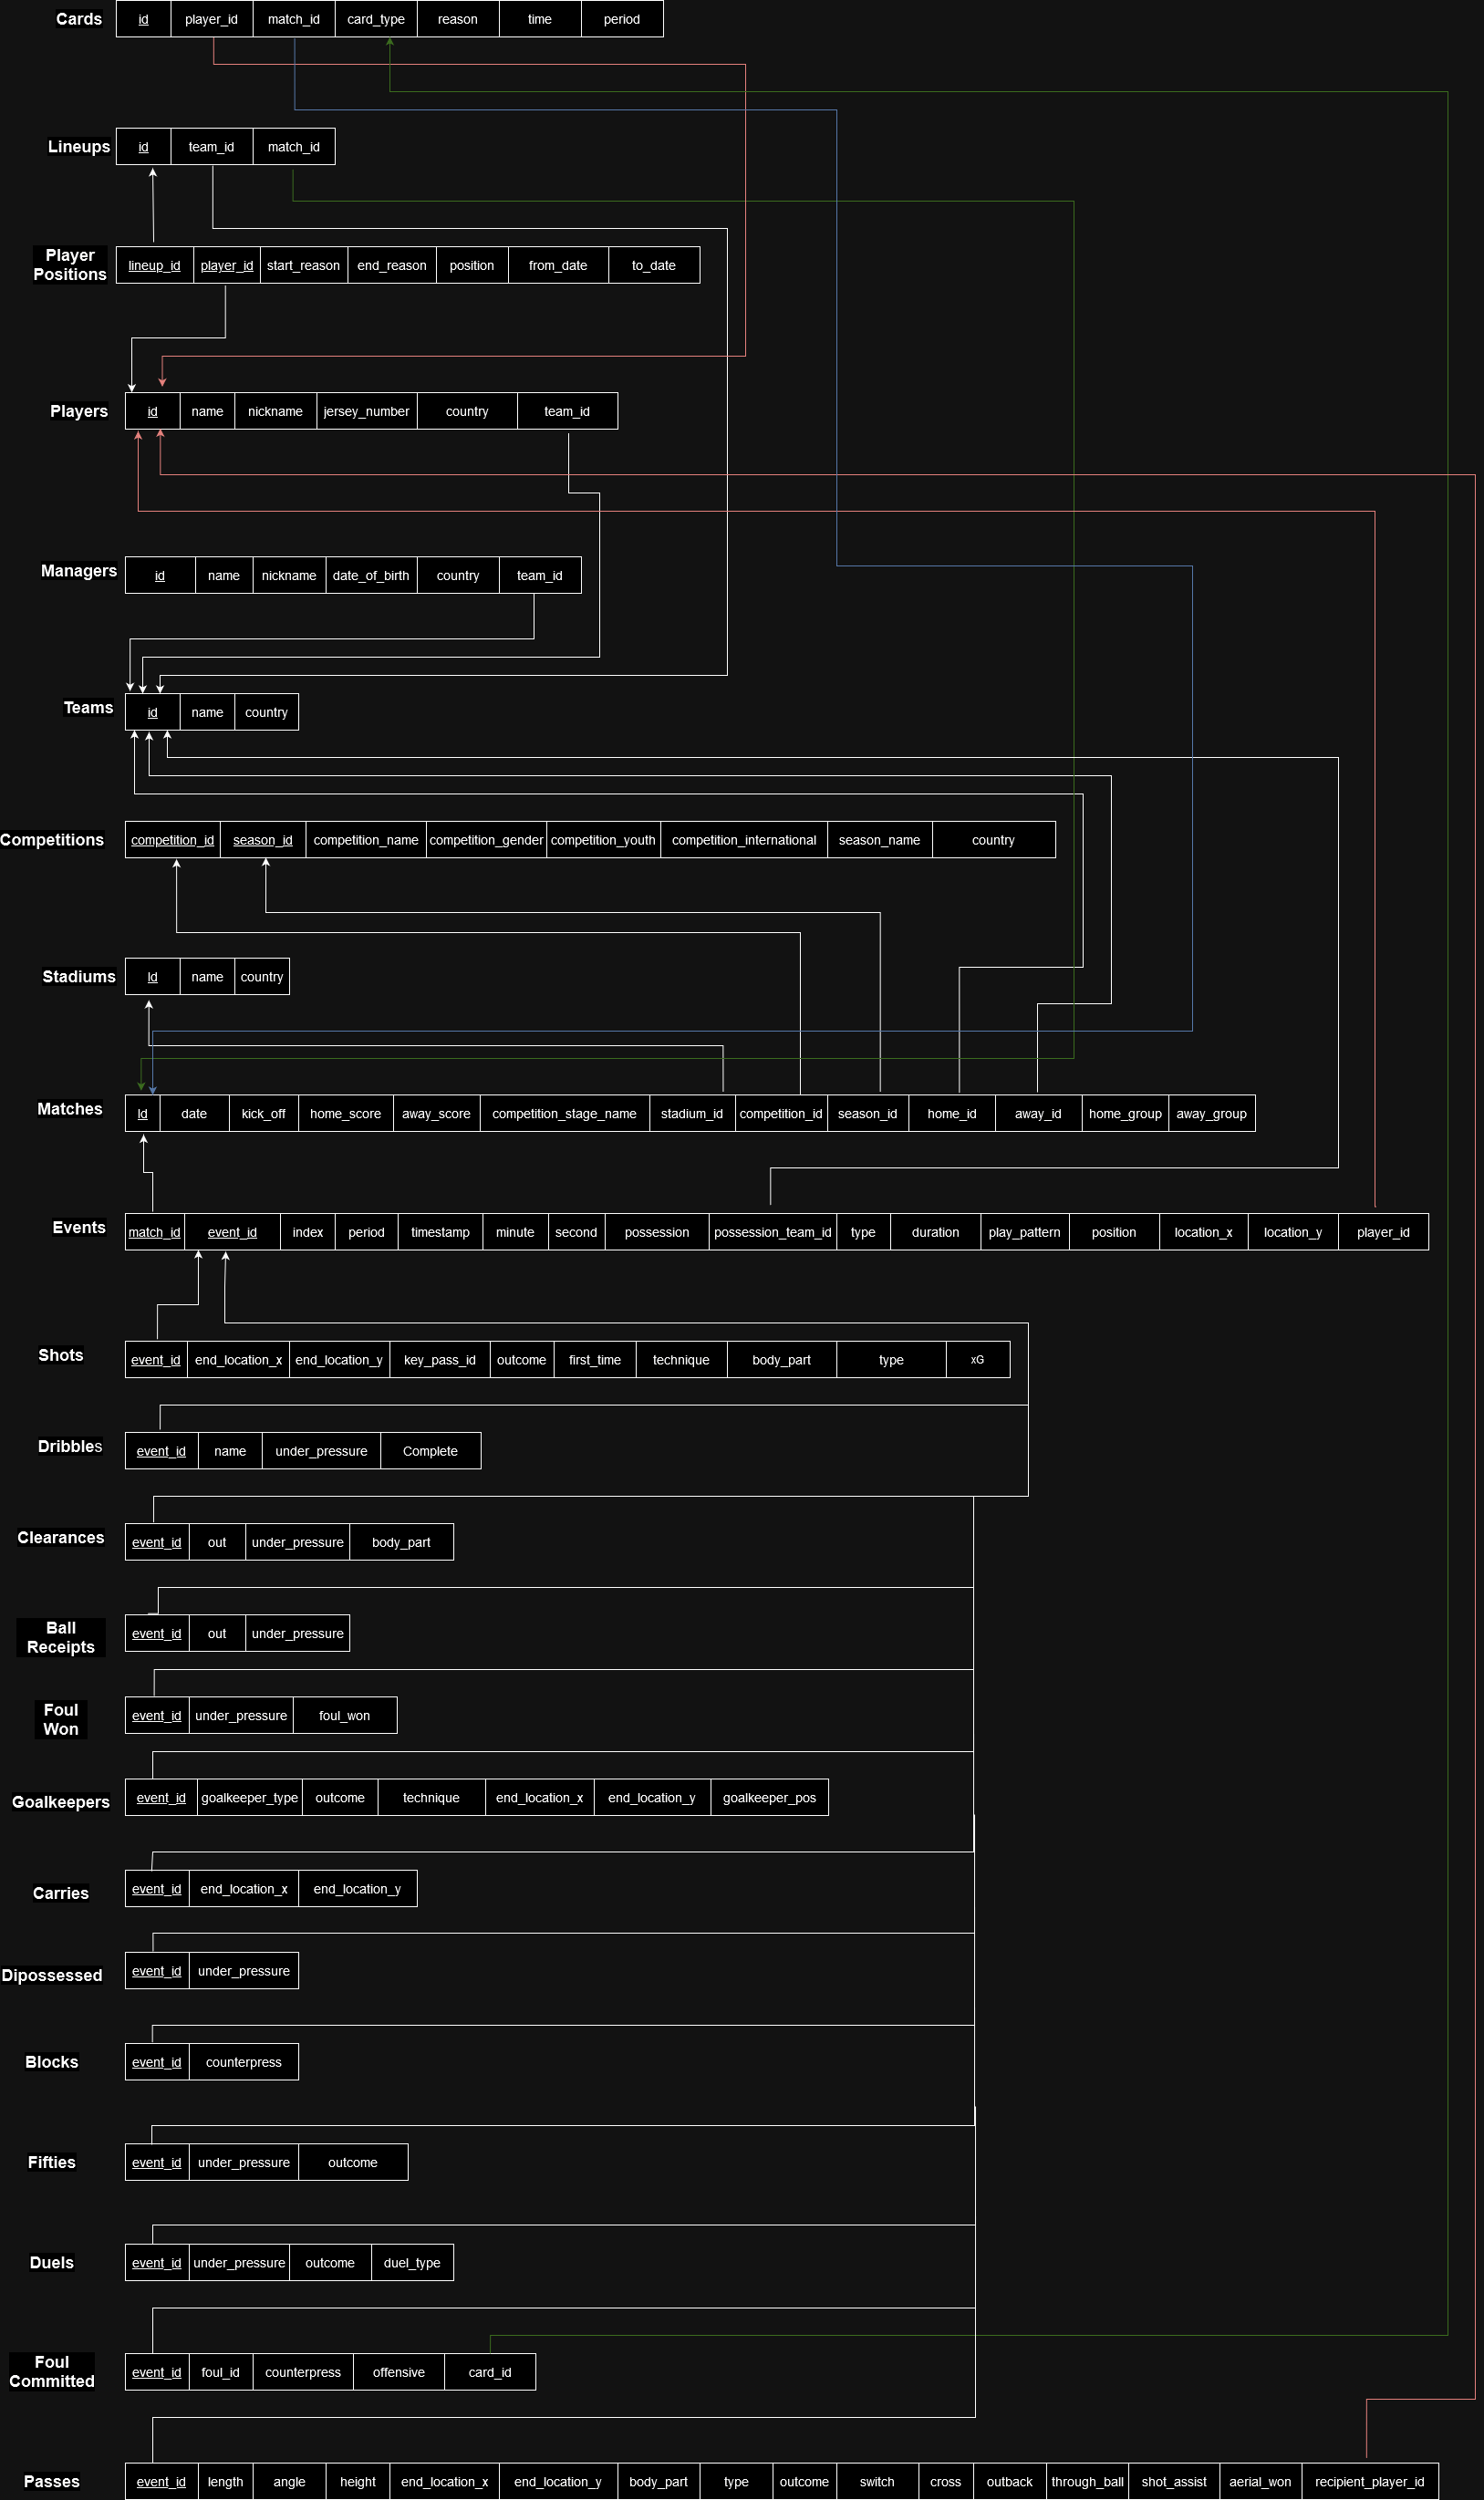 Cards id player_id match_id card_type reason time period
Lineups id team_id match_id
Player
Positions
lineup_id player_id start_reason end_reason position from_date to_date
Players id name nickname jersey_number country team_id
Managers id name nickname date_of_birth country team_id
Teams id name country
Competitions competition_id season_id competition_name competition_gender competition_youth competition_international season_name country
Stadiums Id name country
Matches Id date kick_off home_score away_score competition_stage_name stadium_id competition_id season_id home_id away_id home_group away_group
Events match_id event_id index period timestamp minute second possession possession_team_id type duration play_pattern position location_x location_y player_id
Shots event_id end_location_x end_location_y key_pass_id outcome first_time technique body_part type xG
Dribbles event_id name under_pressure Complete
Clearances event_id out under_pressure body_part
Ball
Receipts
event_id out under_pressure
Foul
Won
event_id under_pressure foul_won
Goalkeepers event_id goalkeeper_type outcome technique end_location_x end_location_y goalkeeper_pos
Carries event_id end_location_x end_location_y
Dipossessed event_id under_pressure
Blocks event_id counterpress
Fifties event_id under_pressure outcome
Duels event_id under_pressure outcome duel_type
Foul
Committed
event_id foul_id counterpress offensive card_id
Passes event_id length angle height end_location_x end_location_y body_part type outcome switch cross outback through_ball shot_assist aerial_won recipient_player_id